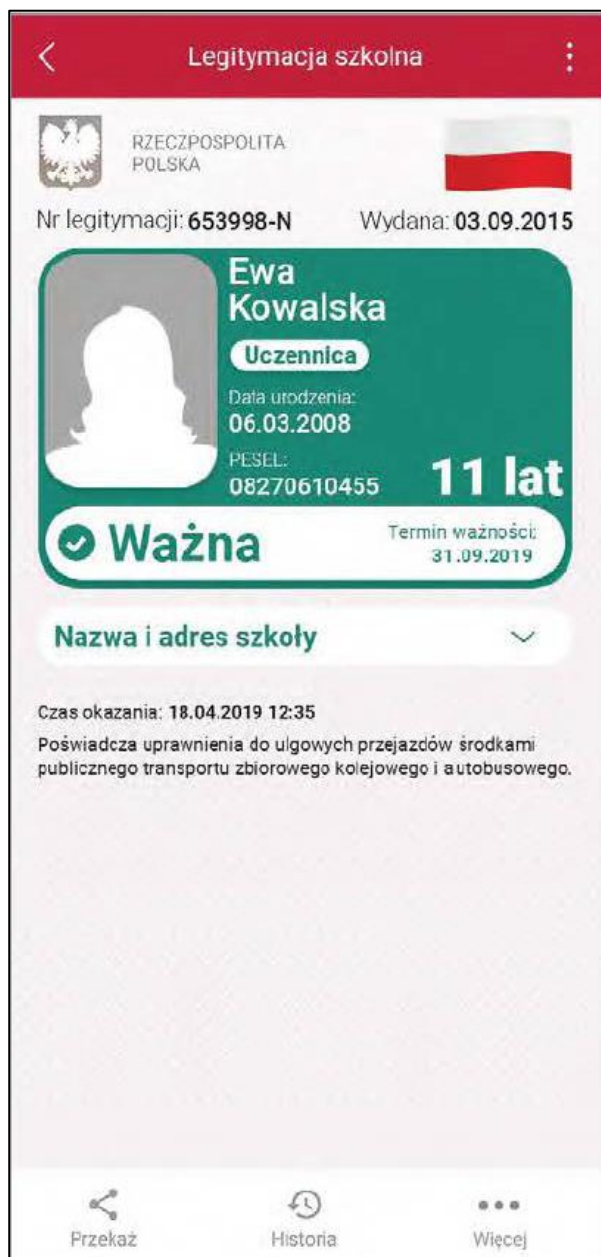 Legitymacja szkolna
RZECZPOSPOLITA
POLSKA
Nr legitymacji: 653998-N Wydana: 03.09.2015
Ewa
Kowalska
Uczennica
Data urodzenia:
06.03.2008
PESEL:
08270610455
11 lat
Ważna
Termin ważności:
31.09.2019
Nazwa i adres szkoły
Czas okazania: 18.04.2019 12:35
Poświadcza uprawnienia do ulgowych przejazdów środkami
publicznego transportu zbiorowego kolejowego i autobusowego.
Przekaż Historia Więcej